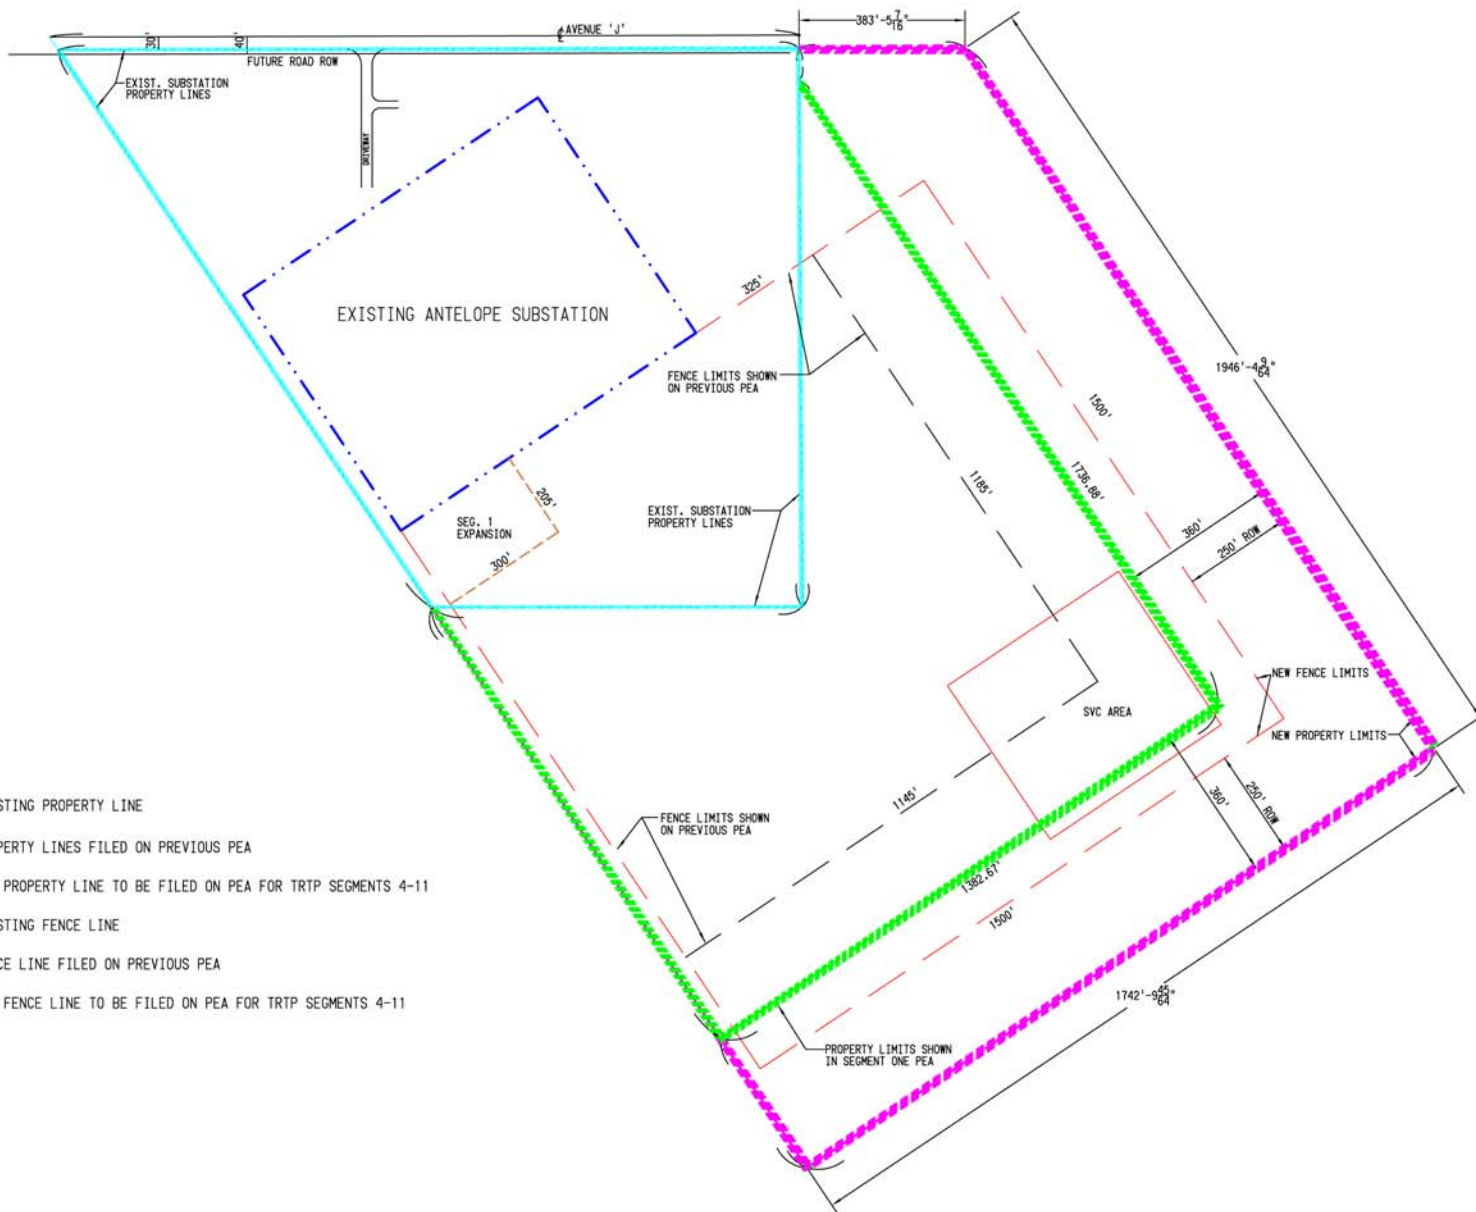 383'-5 7/16"
℄ AVENUE 'J'
30'
40'
FUTURE ROAD ROW
EXIST. SUBSTATION
PROPERTY LINES
DRIVEWAY
EXISTING ANTELOPE SUBSTATION
325'
FENCE LIMITS SHOWN
ON PREVIOUS PEA
1946'-4 9/64"
1500'
1736.88'
1185'
205'
SEG. 1
EXPANSION
300'
EXIST. SUBSTATION
PROPERTY LINES
360'
250' ROW
NEW FENCE LIMITS
SVC AREA
NEW PROPERTY LIMITS
1145'
360'
250' ROW
STING PROPERTY LINE
FENCE LIMITS SHOWN
ON PREVIOUS PEA
PERTY LINES FILED ON PREVIOUS PEA
PROPERTY LINE TO BE FILED ON PEA FOR TRTP SEGMENTS 4-11
1382.67'
1500'
STING FENCE LINE
CE LINE FILED ON PREVIOUS PEA
FENCE LINE TO BE FILED ON PEA FOR TRTP SEGMENTS 4-11
1742'-9 45/64"
PROPERTY LIMITS SHOWN
IN SEGMENT ONE PEA